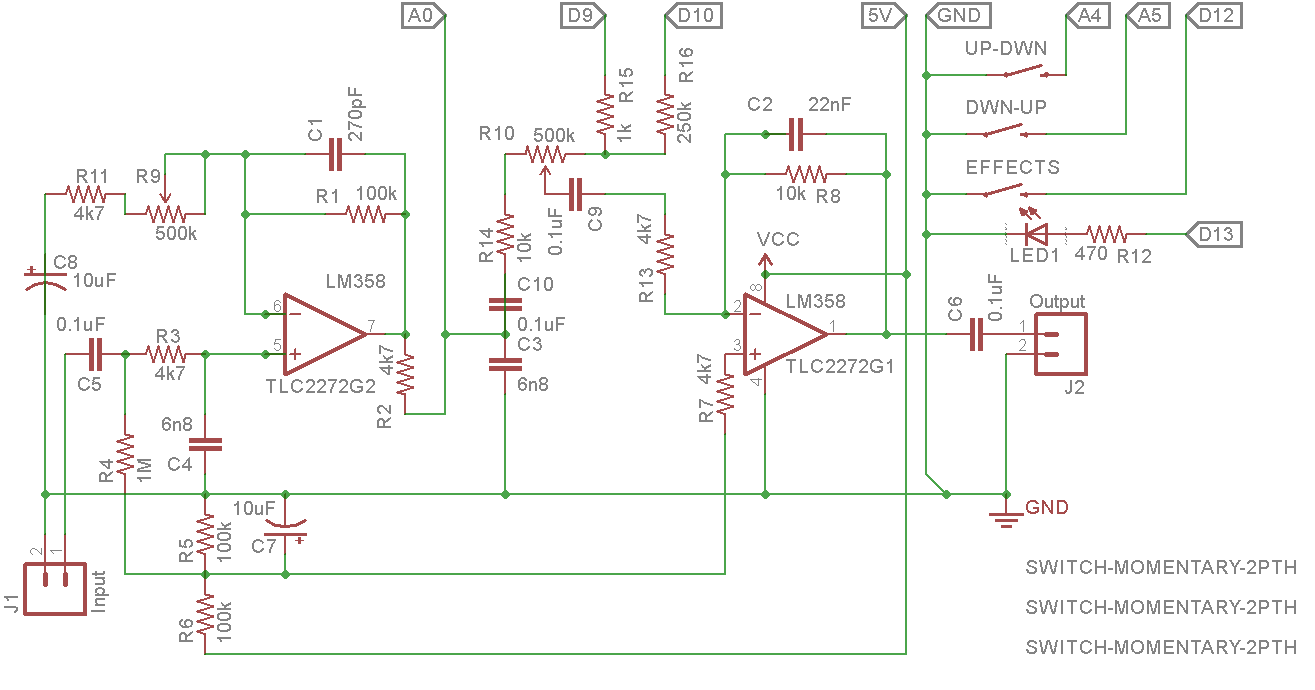 A0
D9
D10
5V
GND
A4
A5
D12
UP-DWN
DWN-UP
EFFECTS
D13
LED1
470
R12
C1
270pF
R1
100k
R11
4k7
R9
500k
C8
10uF
+
0.1uF
C5
R3
4k7
6
5
7
LM358
TLC2272G2
R2
4k7
6n8
C4
R4
1M
R10
500k
R15
1k
R16
250k
R14
10k
0.1uF
C9
4k7
R13
C10
0.1uF
C3
6n8
C2
22nF
10k
R8
VCC
8
2
3
4
1
LM358
TLC2272G1
R7
4k7
C6
0.1uF
Output
1
2
J2
GND
10uF
C7
+
R5
100k
R6
100k
2
1
J1
Input
SWITCH-MOMENTARY-2PTH
SWITCH-MOMENTARY-2PTH
SWITCH-MOMENTARY-2PTH